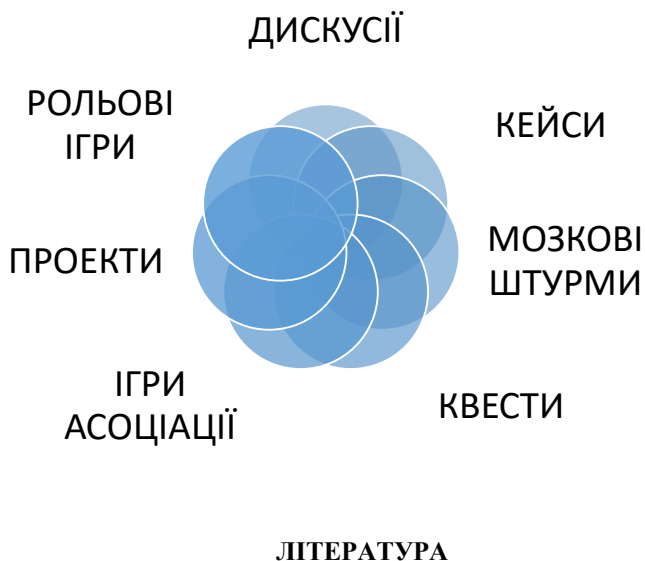 ДИСКУСІЇ
КЕЙСИ
МОЗКОВІ
ШТУРМИ
КВЕСТИ
ІГРИ
АСОЦІАЦІЇ
ПРОЕКТИ
РОЛЬОВІ
ІГРИ
ЛІТЕРАТУРА